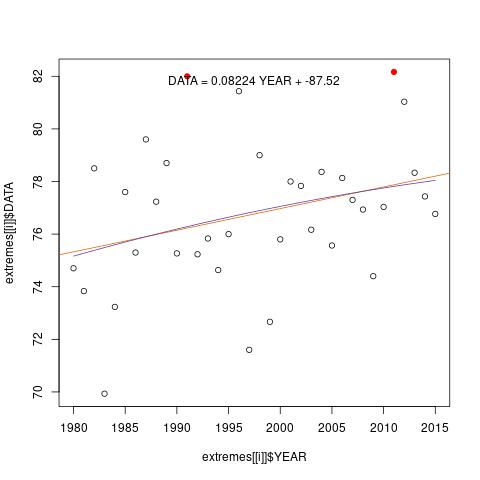 DATA = 0.08224 YEAR + -87.52
82
80
78
76
74
72
70
extremes[[i]]$DATA
1980 1985 1990 1995 2000 2005 2010 2015
extremes[[i]]$YEAR